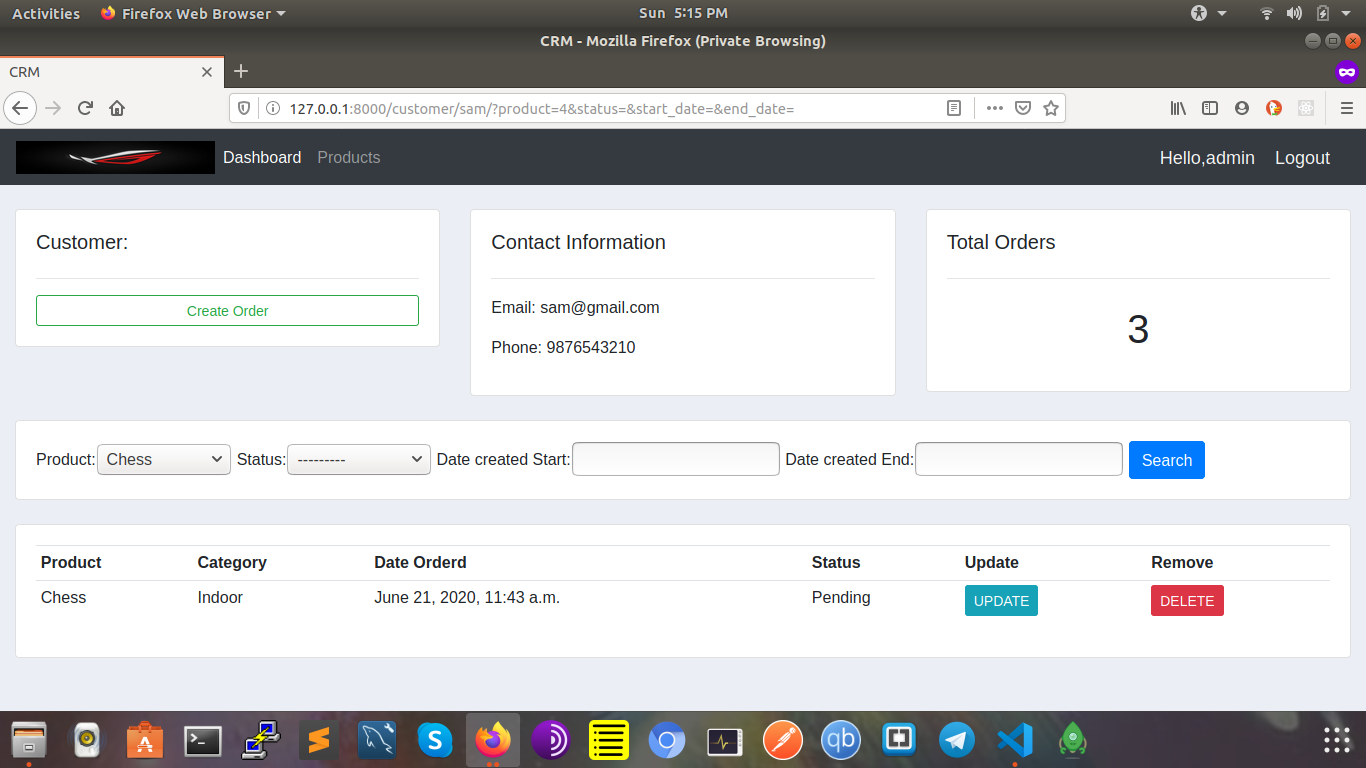 Activities Firefox Web Browser Sun 5:15 PM
CRM - Mozilla Firefox (Private Browsing)
CRM
127.0.0.1:8000/customer/sam/?product=4&status=&start_date=&end_date=
Dashboard Products Hello,admin Logout
Customer:
Create Order
Contact Information
Email: sam@gmail.com
Phone: 9876543210
Total Orders
3
Product: Chess Status: --------- Date created Start: Date created End: Search
Product Category Date Orderd Status Update Remove
Chess Indoor June 21, 2020, 11:43 a.m. Pending UPDATE DELETE
S S qb